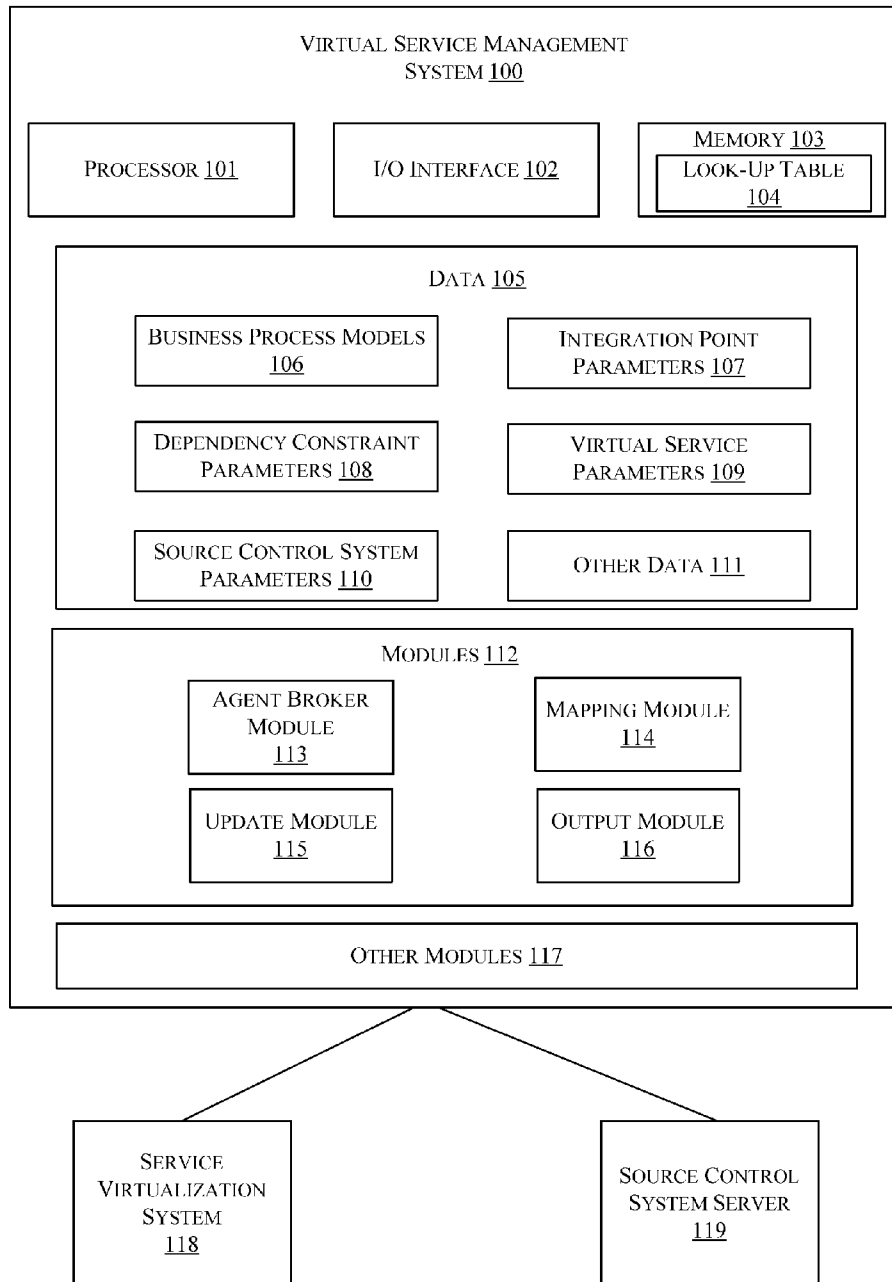 VIRTUAL SERVICE MANAGEMENT
SYSTEM 100
PROCESSOR 101
I/O INTERFACE 102
MEMORY 103
LOOK-UP TABLE
104
DATA 105
BUSINESS PROCESS MODELS
106
INTEGRATION POINT
PARAMETERS 107
DEPENDENCY CONSTRAINT
PARAMETERS 108
VIRTUAL SERVICE
PARAMETERS 109
SOURCE CONTROL SYSTEM
PARAMETERS 110
OTHER DATA 111
MODULES 112
AGENT BROKER
MODULE
113
MAPPING MODULE
114
UPDATE MODULE
115
OUTPUT MODULE
116
OTHER MODULES 117
SERVICE
VIRTUALIZATION
SYSTEM
118
SOURCE CONTROL
SYSTEM SERVER
119